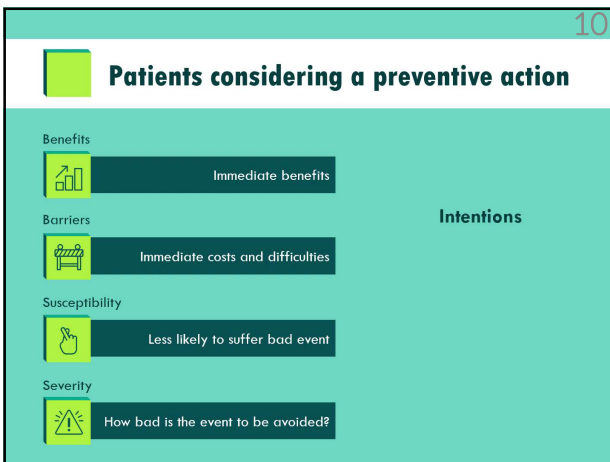 10
Patients considering a preventive action
Benefits
Immediate benefits
Barriers
Immediate costs and difficulties
Susceptibility
Less likely to suffer bad event
Severity
How bad is the event to be avoided?
Intentions